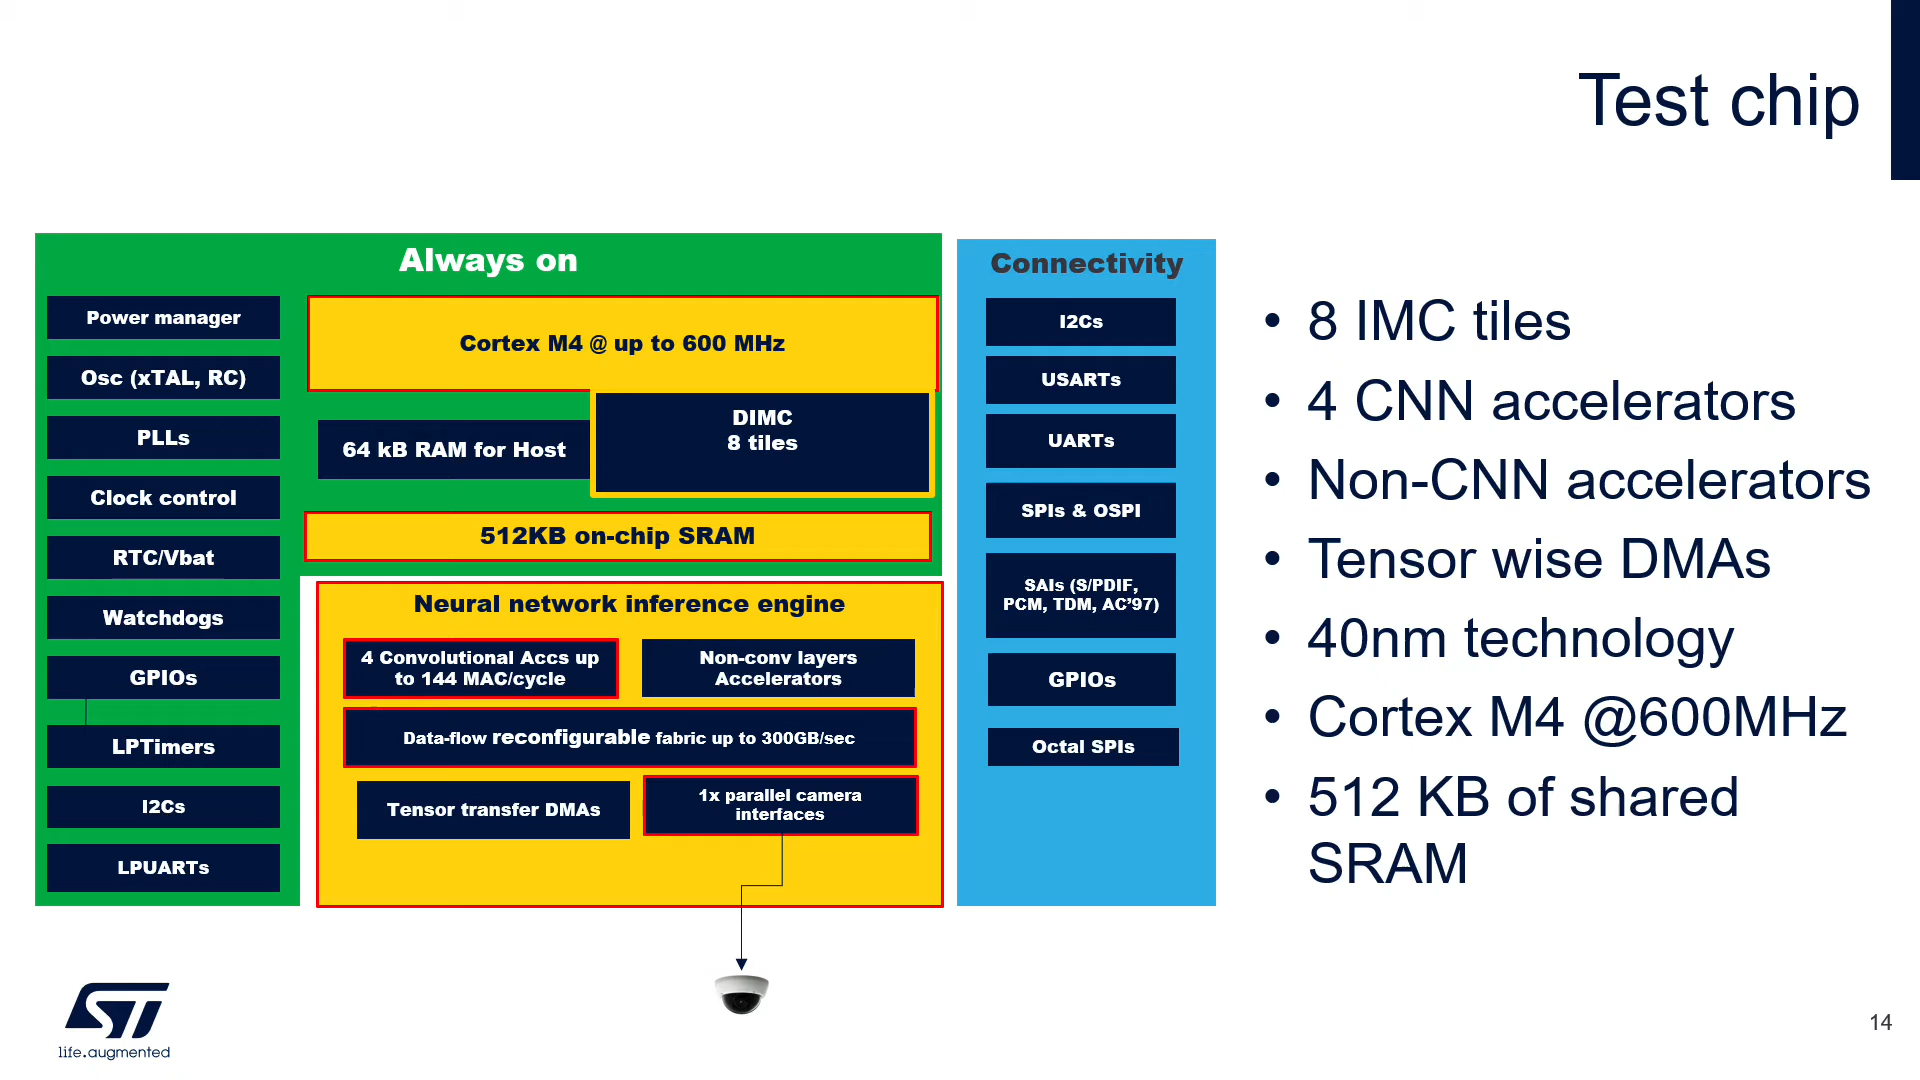 Test chip
Always on
Power manager
Osc (xTAL, RC)
PLLs
Clock control
RTC/Vbat
Watchdogs
GPIOs
LPTimers
I2Cs
LPUARTs
Cortex M4 @ up to 600 MHz
64 kB RAM for Host
DIMC
8 tiles
512KB on-chip SRAM
Neural network inference engine
4 Convolutional Accs up
to 144 MAC/cycle
Non-conv layers
Accelerators
Data-flow reconfigurable fabric up to 300GB/sec
Tensor transfer DMAs
1x parallel camera
interfaces
Connectivity
I2Cs
USARTs
UARTs
SPIs & OSPI
SAIs (S/PDIF,
PCM, TDM, AC’97)
GPIOs
Octal SPIs
• 8 IMC tiles
• 4 CNN accelerators
• Non-CNN accelerators
• Tensor wise DMAs
• 40nm technology
• Cortex M4 @600MHz
• 512 KB of shared
SRAM
ST
life.augmented
14